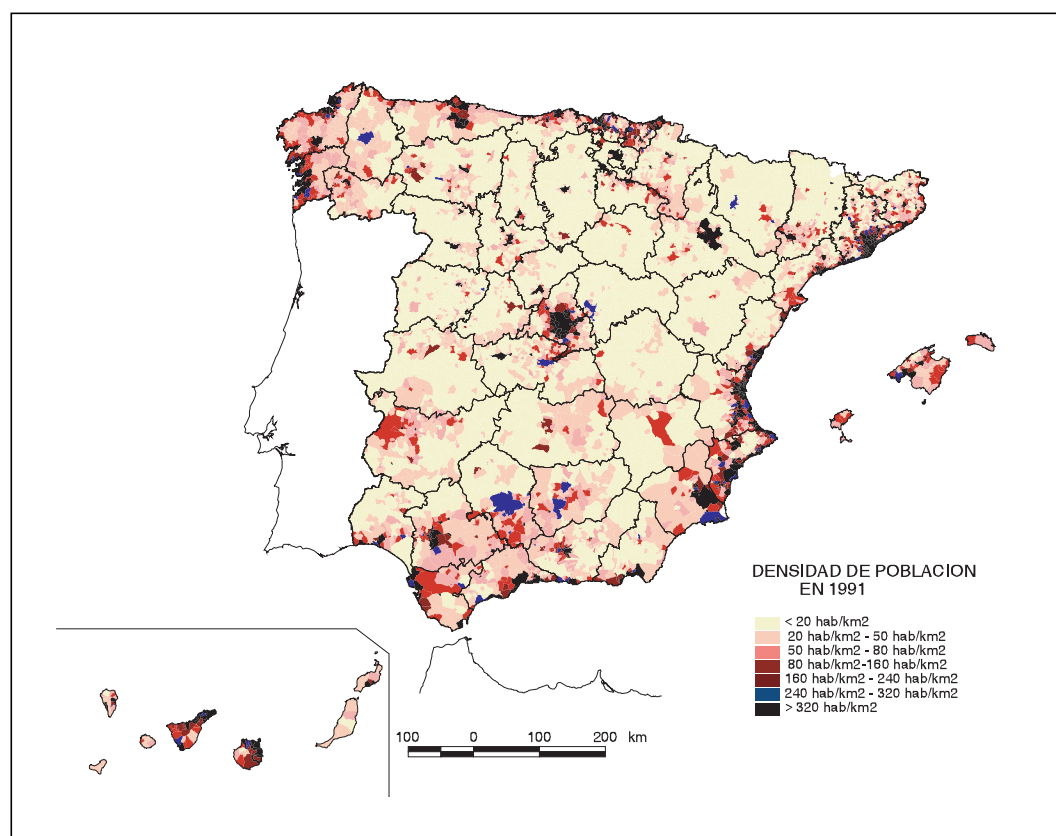 DENSIDAD DE POBLACION
EN 1991
< 20 hab/km2
20 hab/km2 - 50 hab/km2
50 hab/km2 - 80 hab/km2
80 hab/km2-160 hab/km2
160 hab/km2 - 240 hab/km2
240 hab/km2 - 320 hab/km2
> 320 hab/km2
100 0 100 200 km